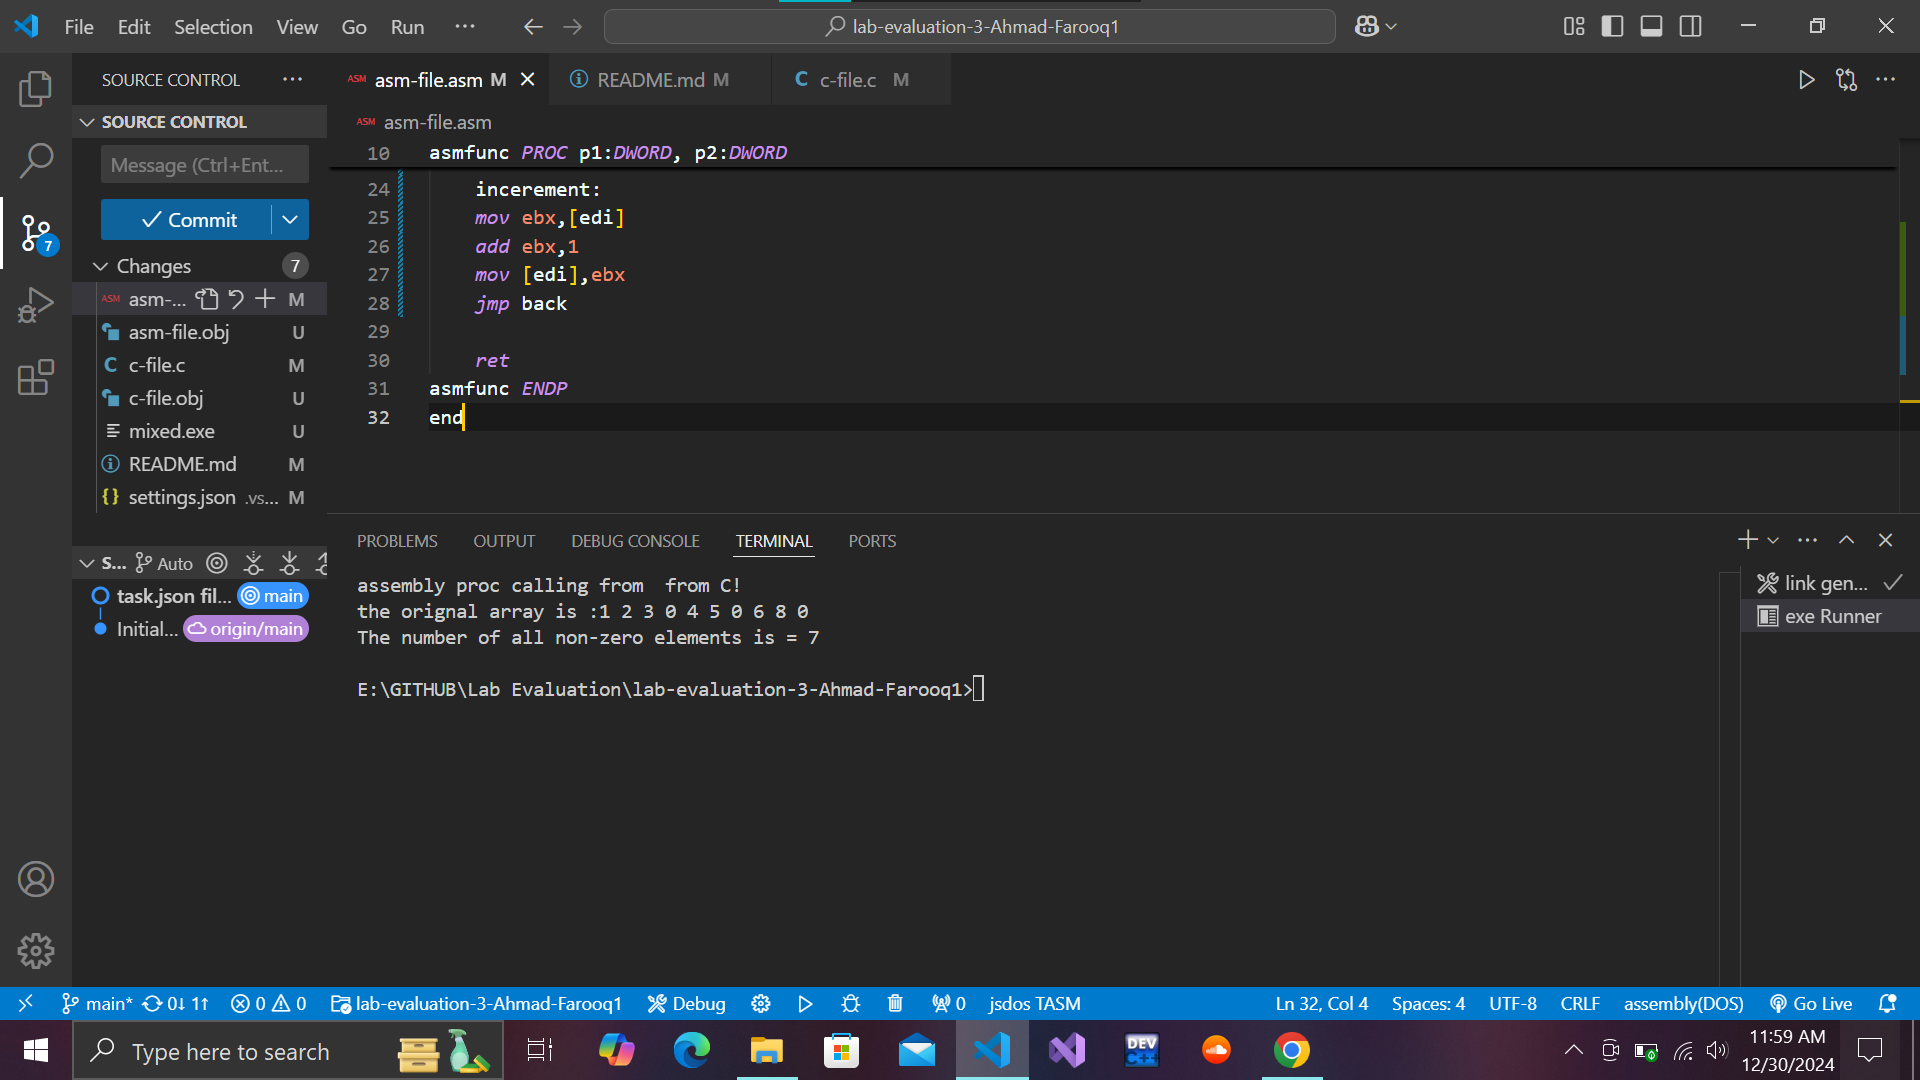 File Edit Selection View Go Run ··· lab-evaluation-3-Ahmad-Farooq1
SOURCE CONTROL ···
SOURCE CONTROL
Message (Ctrl+Ent...
Commit
Changes 7
ASM asm-... M
asm-file.obj U
C c-file.c M
c-file.obj U
mixed.exe U
README.md M
{} settings.json .vs... M
S... Auto
task.json fil... main
Initial... origin/main
7
ASM asm-file.asm M README.md M C c-file.c M
ASM asm-file.asm
10 asmfunc PROC p1:DWORD, p2:DWORD
24 incerement:
25 mov ebx,[edi]
26 add ebx,1
27 mov [edi],ebx
28 jmp back
29
30 ret
31 asmfunc ENDP
32 end
PROBLEMS OUTPUT DEBUG CONSOLE TERMINAL PORTS
assembly proc calling from  from C!
the orignal array is :1 2 3 0 4 5 0 6 8 0
The number of all non-zero elements is = 7
E:\GITHUB\Lab Evaluation\lab-evaluation-3-Ahmad-Farooq1>
link gen...
exe Runner
main* 0↓ 1↑ 0 0 lab-evaluation-3-Ahmad-Farooq1 Debug 0 jsdos TASM Ln 32, Col 4 Spaces: 4 UTF-8 CRLF assembly(DOS) Go Live
Type here to search
DEV C++
11:59 AM
12/30/2024